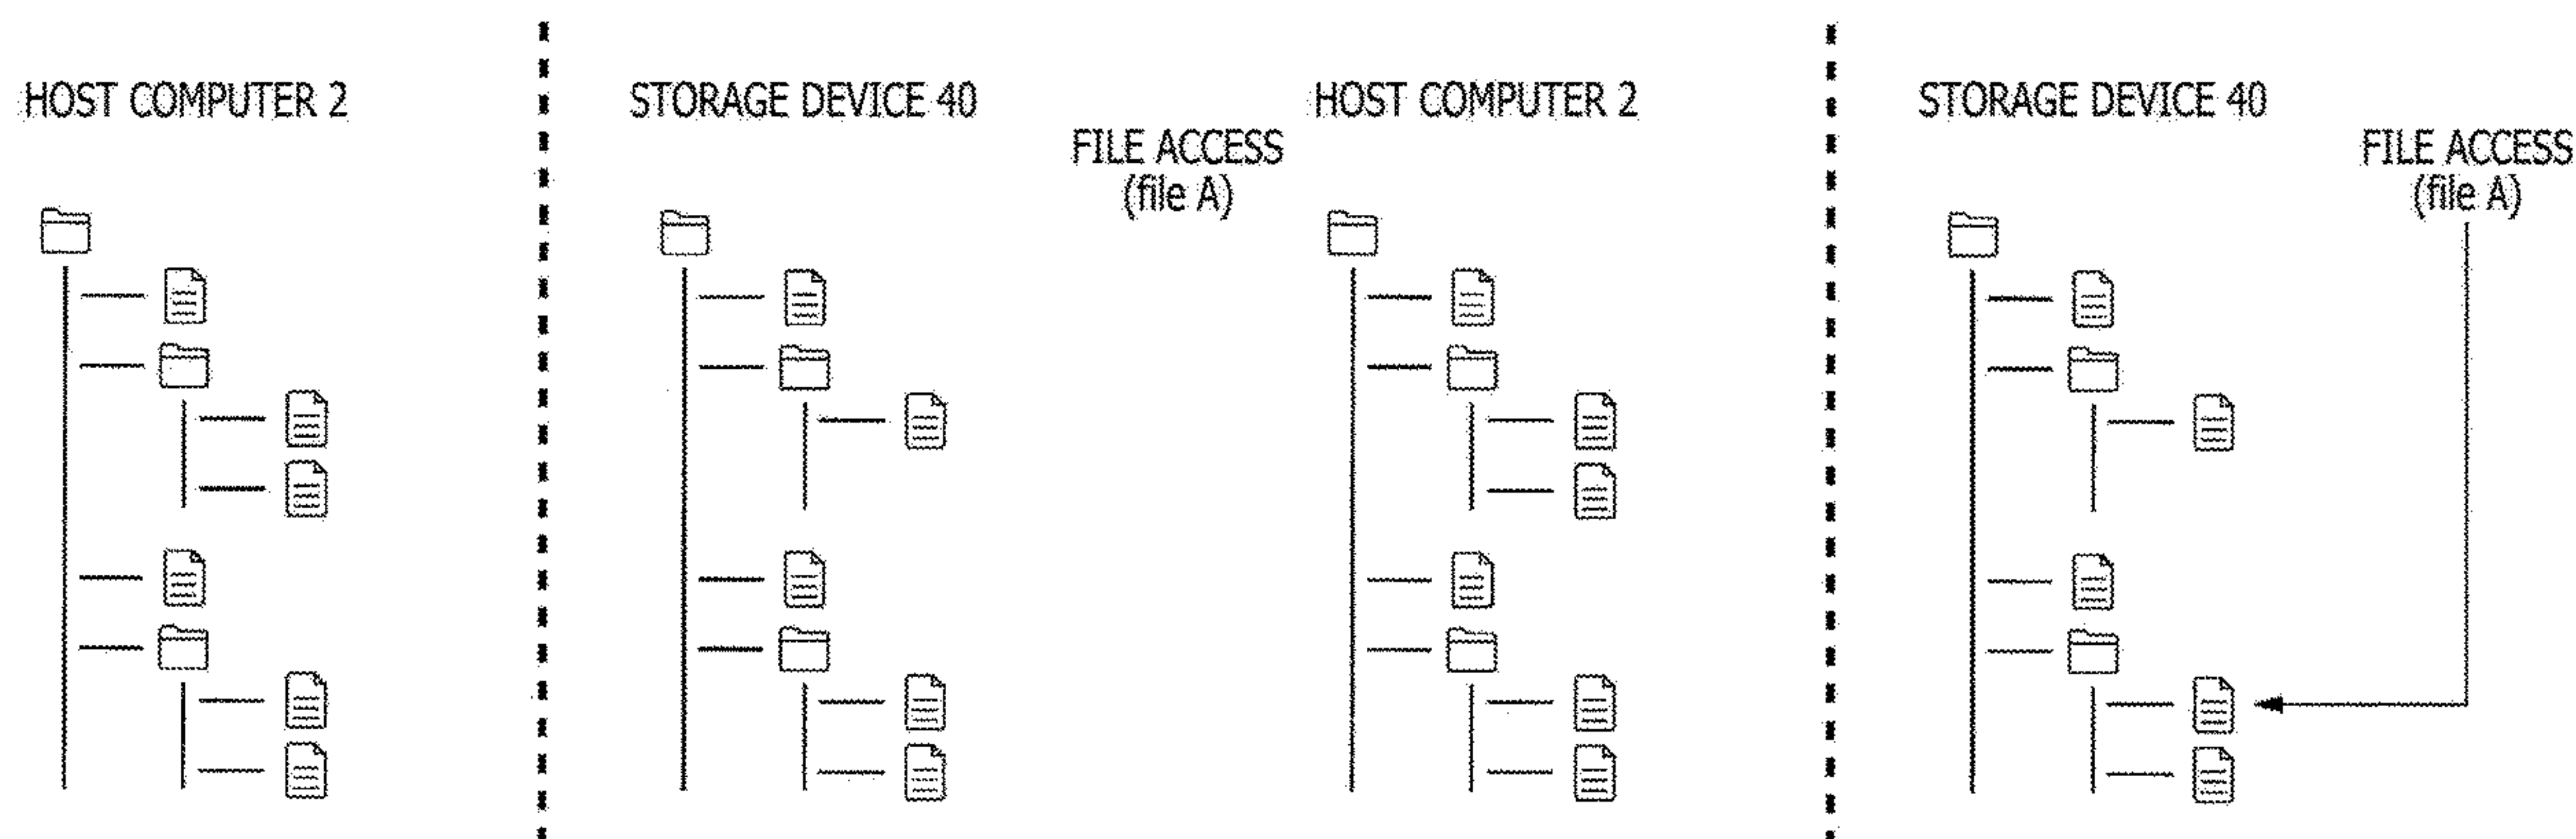 HOST COMPUTER 2
STORAGE DEVICE 40
FILE ACCESS
(file A)
HOST COMPUTER 2
STORAGE DEVICE 40
FILE ACCESS
(file A)